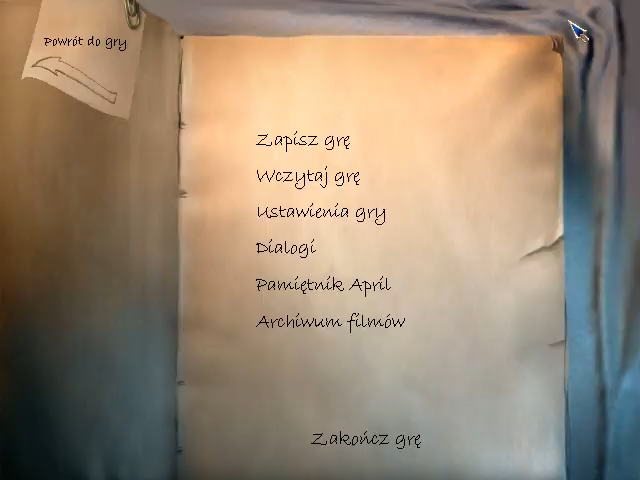 Powrót do gry
Zapisz grę
Wczytaj grę
Ustawienia gry
Dialogi
Pamiętnik April
Archiwum filmów
Zakończ grę